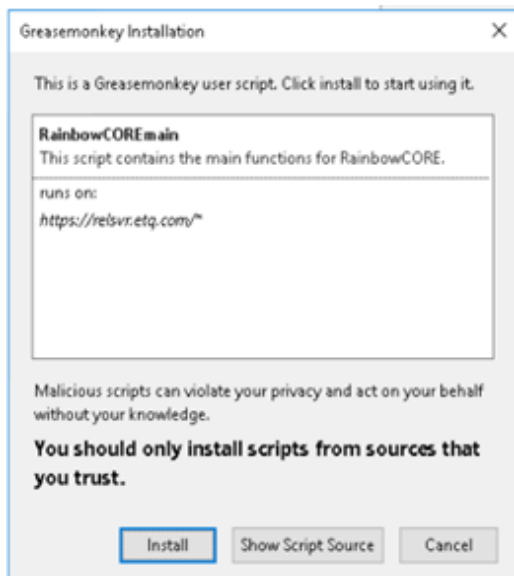 Greasemonkey Installation
This is a Greasemonkey user script. Click install to start using it.
RainbowCOREmain
This script contains the main functions for RainbowCORE.
runs on:
https://relsvr.etq.com/*
Malicious scripts can violate your privacy and act on your behalf
without your knowledge.
You should only install scripts from sources that
you trust.
Install Show Script Source Cancel